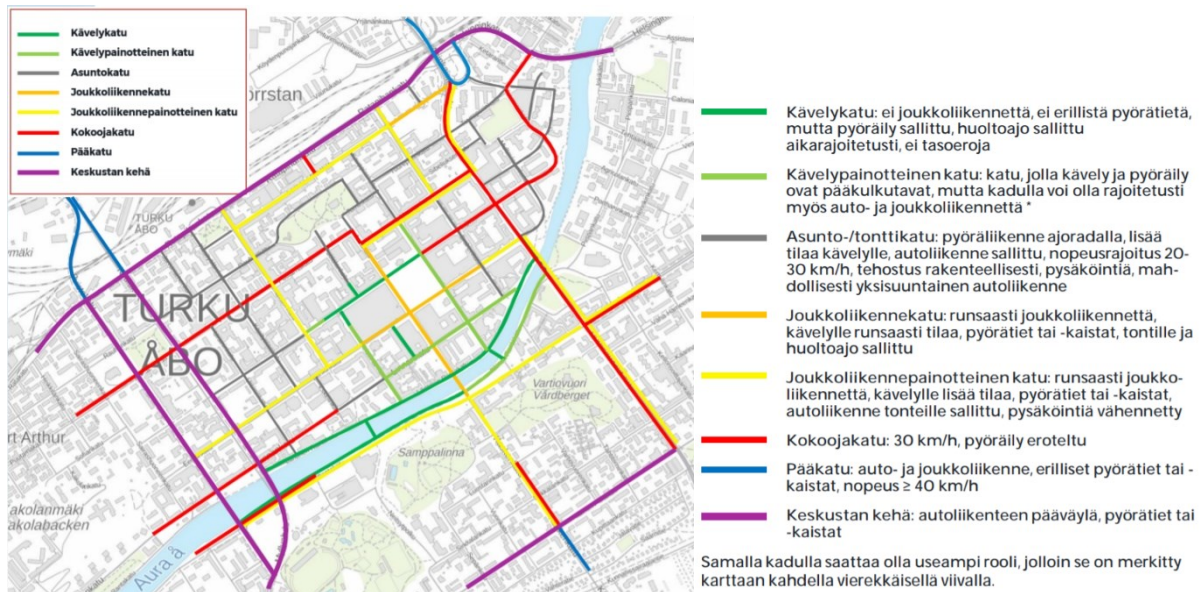 Kävelykatu
Kävelypainotteinen katu
Asuntokatu
Joukkoliikennekatu
Joukkoliikennepainotteinen katu
Kokoojakatu
Pääkatu
Keskustan kehä
TURKU
ÅBO
TURKU
ÅBO
Vartiovuori
Vårdberget
Samppalinna
rt Arthur
akolanmäki
akolabacken
Aura å
Kävelykatu: ei joukkoliikennettä, ei erillistä pyörätietä,
mutta pyöräily sallittu, huoltoajo sallittu
aikarajoitetusti, ei tasoeroja
Kävelypainotteinen katu: katu, jolla kävely ja pyöräily
ovat pääkulkutavat, mutta kadulla voi olla rajoitetusti
myös auto- ja joukkoliikennettä *
Asunto-/tonttikatu: pyöräliikenne ajoradalla, lisää
tilaa kävelylle, autoliikenne sallittu, nopeusrajoitus 20-
30 km/h, tehostus rakenteellisesti, pysäköintiä, mah-
dollisesti yksisuuntainen autoliikenne
Joukkoliikennekatu: runsaasti joukkoliikennettä,
kävelylle runsaasti tilaa, pyörätiet tai -kaistat, tontille ja
huoltoajo sallittu
Joukkoliikennepainotteinen katu: runsaasti joukko-
liikennettä, kävelylle lisää tilaa, pyörätiet tai -kaistat,
autoliikenne tonteille sallittu, pysäköintiä vähennetty
Kokoojakatu: 30 km/h, pyöräily eroteltu
Pääkatu: auto- ja joukkoliikenne, erilliset pyörätiet tai -
kaistat, nopeus ≥ 40 km/h
Keskustan kehä: autoliikenteen pääväylä, pyörätiet tai
-kaistat
Samalla kadulla saattaa olla useampi rooli, jolloin se on merkitty
karttaan kahdella vierekkäisellä viivalla.